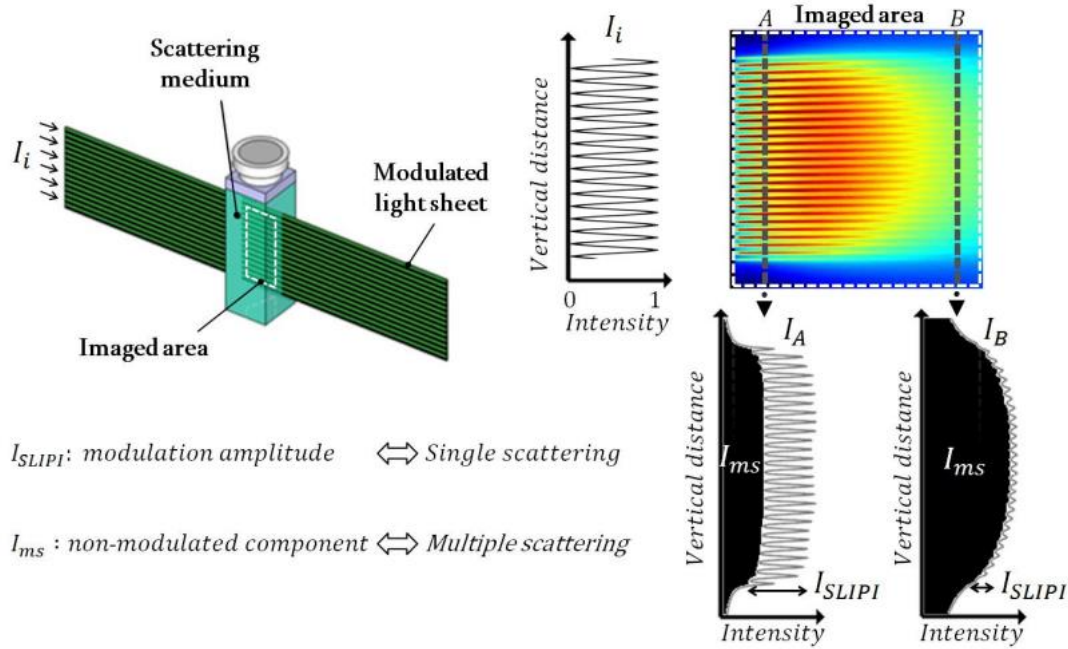 Scattering
medium
I_i
Modulated
light sheet
Imaged area
I_i
Vertical distance
0 1
Intensity
Imaged area
A B
I_A
I_ms
Vertical distance
I_SLIPI
Intensity
I_B
I_ms
Vertical distance
I_SLIPI
Intensity
I_SLIPI: modulation amplitude ⇔ Single scattering
I_ms : non-modulated component ⇔ Multiple scattering